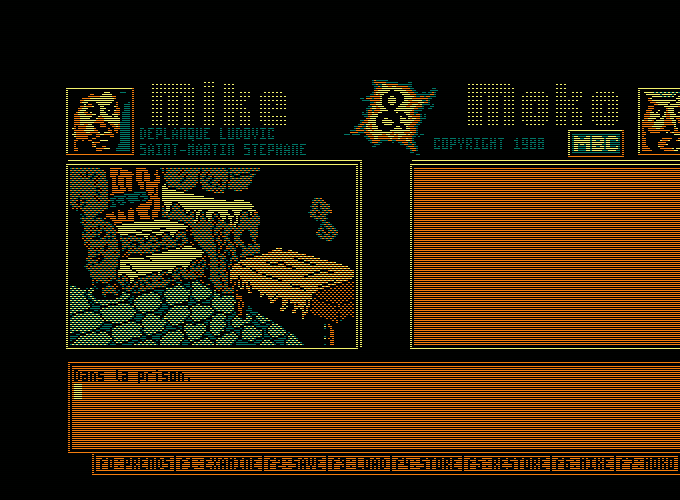 Mike & Moko
DEPLANQUE LUDOVIC
SAINT-MARTIN STEPHANE
COPYRIGHT 1988 MBC
Dans la prison.
f0 PRENDS f1 EXAMINE f2 SAVE f3 LOAD f4 STORE f5 RESTORE f6 MIKE f7 MOKO